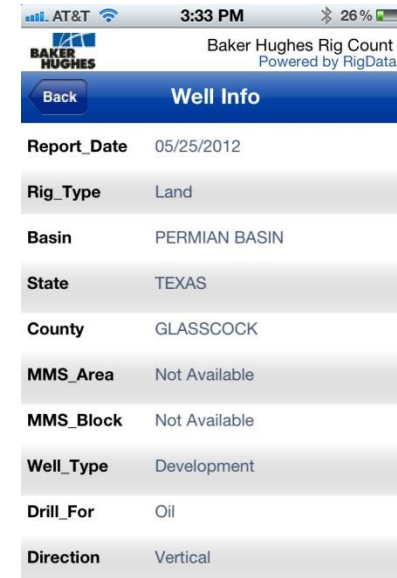 AT&T 3:33 PM 26%
BAKER HUGHES Baker Hughes Rig Count
Powered by RigData
Back Well Info
Report_Date 05/25/2012
Rig_Type Land
Basin PERMIAN BASIN
State TEXAS
County GLASSCOCK
MMS_Area Not Available
MMS_Block Not Available
Well_Type Development
Drill_For Oil
Direction Vertical